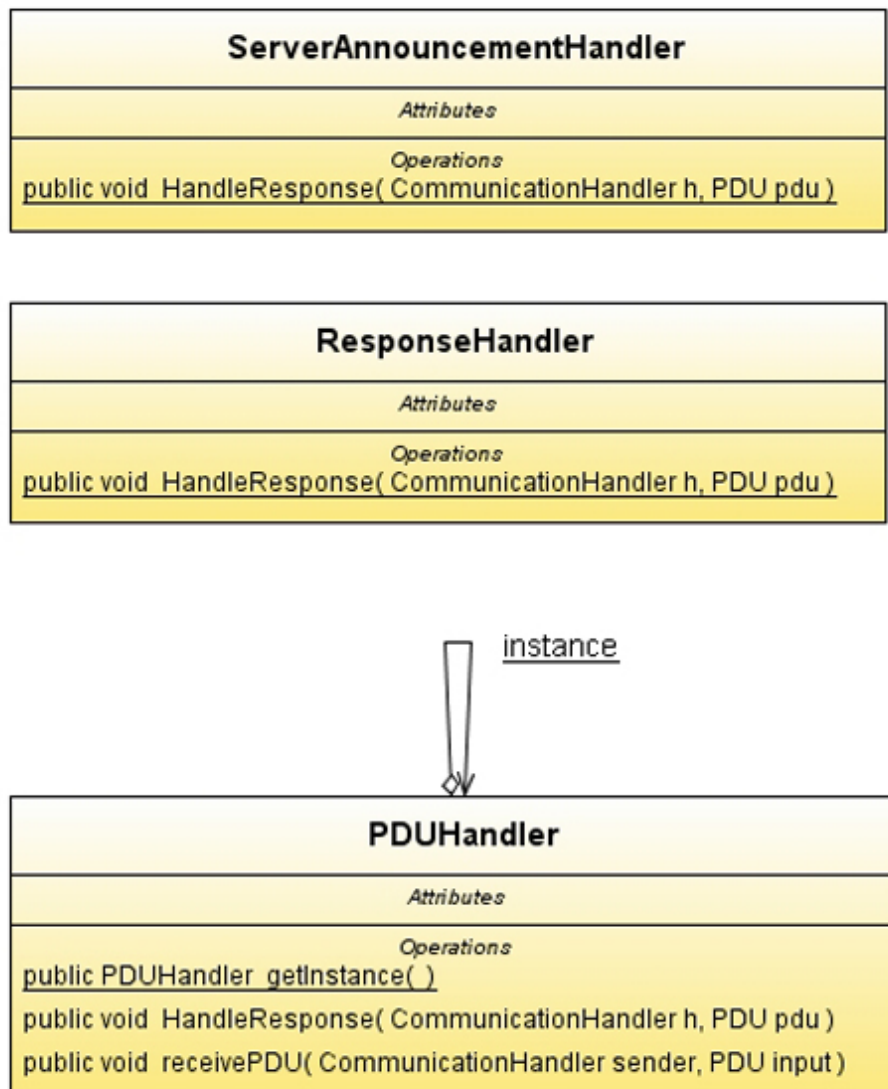 ServerAnnouncementHandler
Attributes
Operations
public void HandleResponse( CommunicationHandler h, PDU pdu )
ResponseHandler
Attributes
Operations
public void HandleResponse( CommunicationHandler h, PDU pdu )
instance
PDUHandler
Attributes
Operations
public PDUHandler getInstance( )
public void HandleResponse( CommunicationHandler h, PDU pdu )
public void receivePDU( CommunicationHandler sender, PDU input )